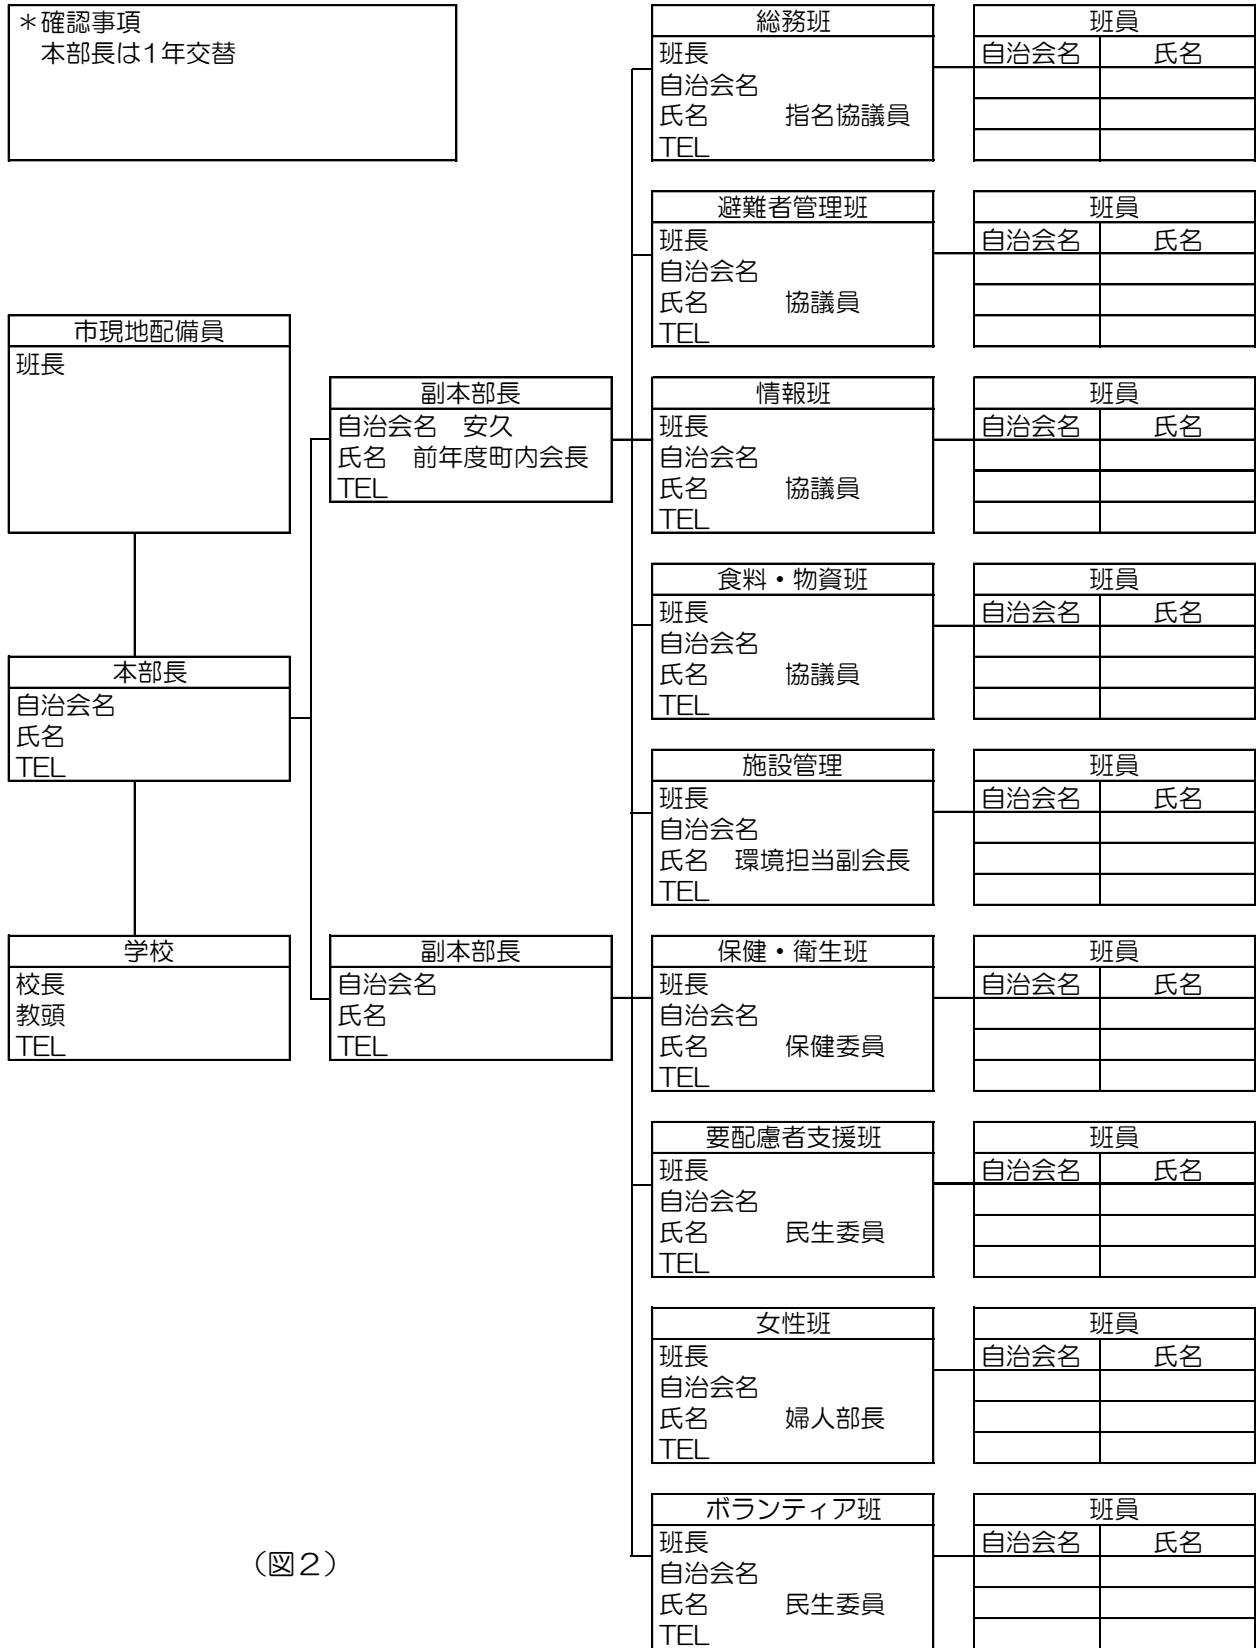 ＊確認事項
本部長は1年交替
総務班
班長
自治会名
氏名　指名協議員
TEL
班員
自治会名　氏名
避難者管理班
班長
自治会名
氏名　協議員
TEL
班員
自治会名　氏名
市現地配備員
班長
副本部長
自治会名　安久
氏名　前年度町内会長
TEL
情報班
班長
自治会名
氏名　協議員
TEL
班員
自治会名　氏名
食料・物資班
班長
自治会名
氏名　協議員
TEL
班員
自治会名　氏名
本部長
自治会名
氏名
TEL
施設管理
班長
自治会名
氏名　環境担当副会長
TEL
班員
自治会名　氏名
学校
校長
教頭
TEL
副本部長
自治会名
氏名
TEL
保健・衛生班
班長
自治会名
氏名　保健委員
TEL
班員
自治会名　氏名
要配慮者支援班
班長
自治会名
氏名　民生委員
TEL
班員
自治会名　氏名
女性班
班長
自治会名
氏名　婦人部長
TEL
班員
自治会名　氏名
ボランティア班
班長
自治会名
氏名　民生委員
TEL
班員
自治会名　氏名
（図２）